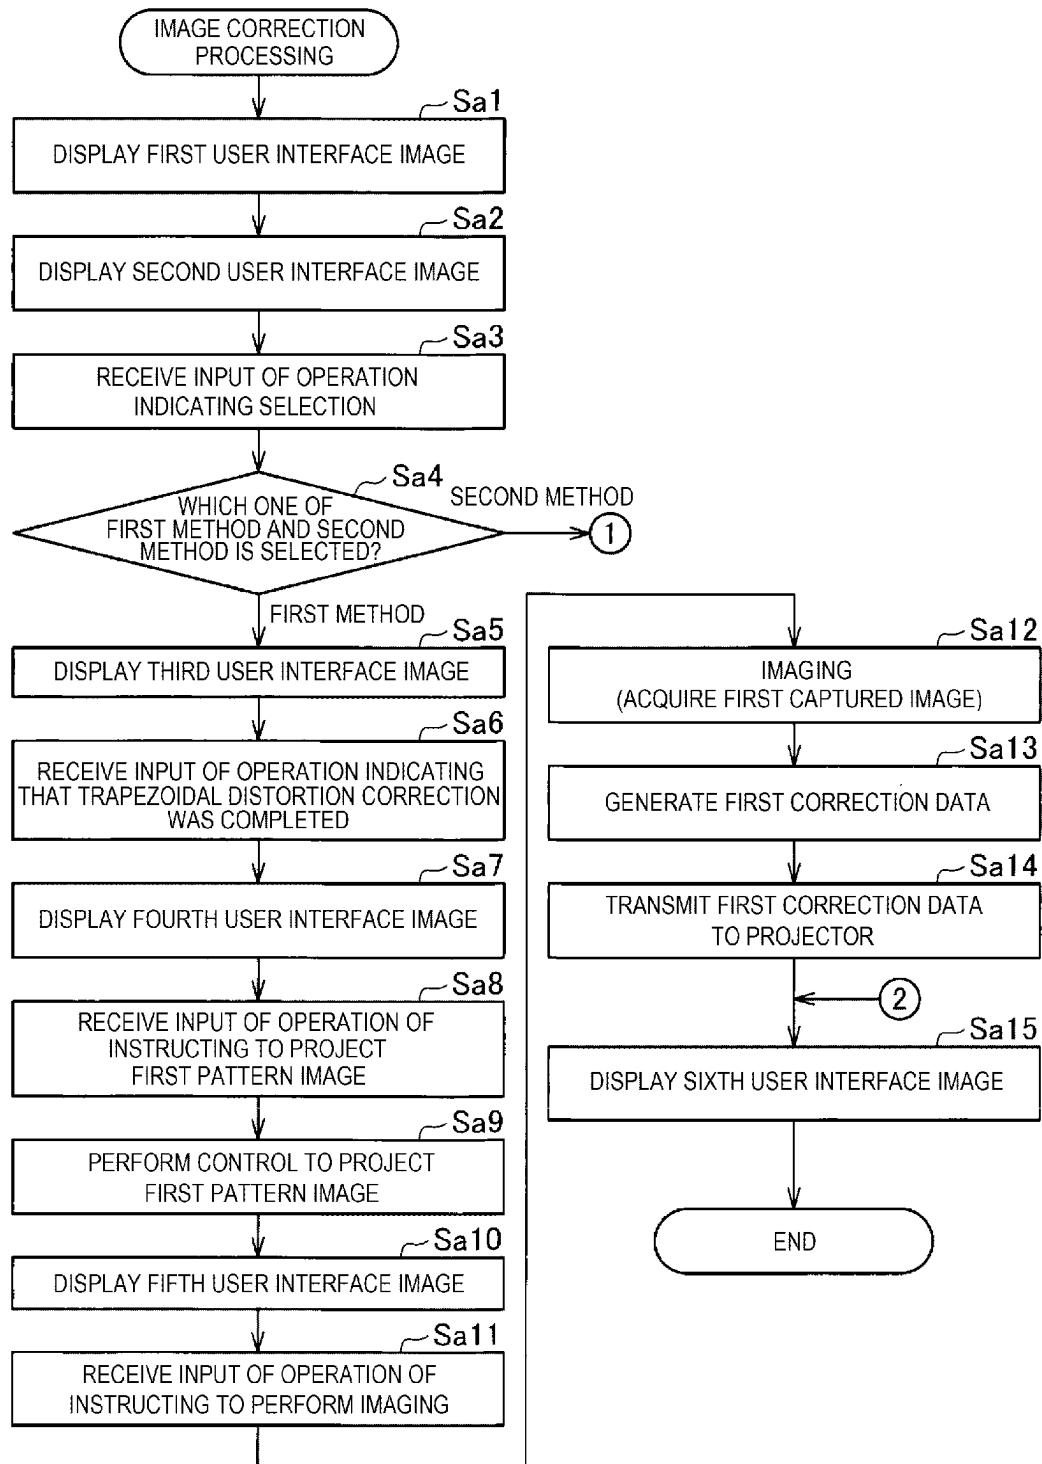 IMAGE CORRECTION
PROCESSING
Sa1
DISPLAY FIRST USER INTERFACE IMAGE
Sa2
DISPLAY SECOND USER INTERFACE IMAGE
Sa3
RECEIVE INPUT OF OPERATION
INDICATING SELECTION
Sa4
SECOND METHOD
WHICH ONE OF
FIRST METHOD AND SECOND
METHOD IS SELECTED?
1
FIRST METHOD
Sa5
DISPLAY THIRD USER INTERFACE IMAGE
Sa6
RECEIVE INPUT OF OPERATION INDICATING
THAT TRAPEZOIDAL DISTORTION CORRECTION
WAS COMPLETED
Sa7
DISPLAY FOURTH USER INTERFACE IMAGE
Sa8
RECEIVE INPUT OF OPERATION OF
INSTRUCTING TO PROJECT
FIRST PATTERN IMAGE
Sa9
PERFORM CONTROL TO PROJECT
FIRST PATTERN IMAGE
Sa10
DISPLAY FIFTH USER INTERFACE IMAGE
Sa11
RECEIVE INPUT OF OPERATION OF
INSTRUCTING TO PERFORM IMAGING
Sa12
IMAGING
(ACQUIRE FIRST CAPTURED IMAGE)
Sa13
GENERATE FIRST CORRECTION DATA
Sa14
TRANSMIT FIRST CORRECTION DATA
TO PROJECTOR
2
Sa15
DISPLAY SIXTH USER INTERFACE IMAGE
END